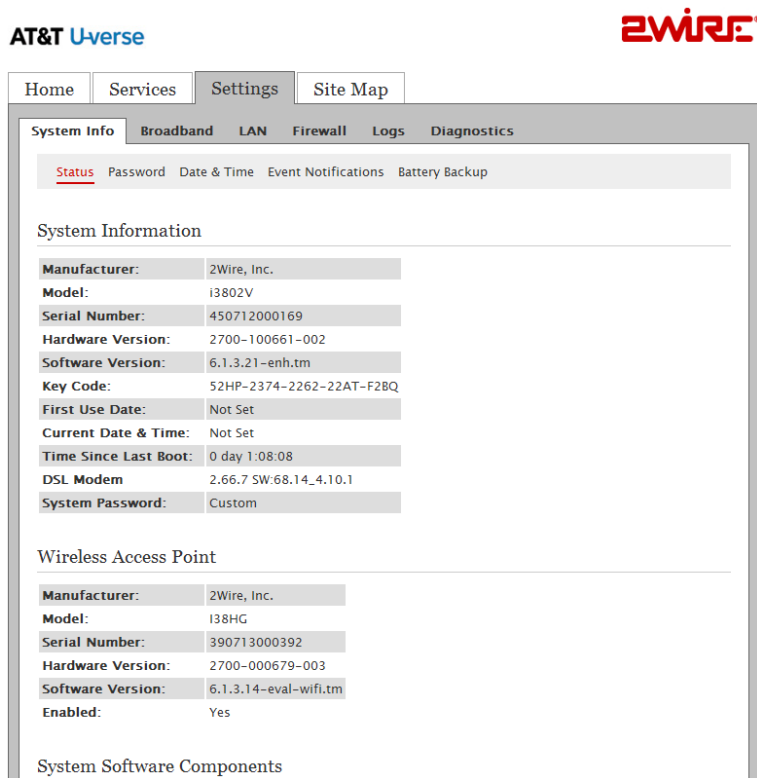 AT&T U-verse
2WIRE
Home Services Settings Site Map
System Info Broadband LAN Firewall Logs Diagnostics
Status Password Date & Time Event Notifications Battery Backup
System Information
Manufacturer: 2Wire, Inc.
Model: i3802V
Serial Number: 450712000169
Hardware Version: 2700-100661-002
Software Version: 6.1.3.21-enh.tm
Key Code: 52HP-2374-2262-22AT-F2BQ
First Use Date: Not Set
Current Date & Time: Not Set
Time Since Last Boot: 0 day 1:08:08
DSL Modem 2.66.7 SW:68.14_4.10.1
System Password: Custom
Wireless Access Point
Manufacturer: 2Wire, Inc.
Model: I38HG
Serial Number: 390713000392
Hardware Version: 2700-000679-003
Software Version: 6.1.3.14-eval-wifi.tm
Enabled: Yes
System Software Components